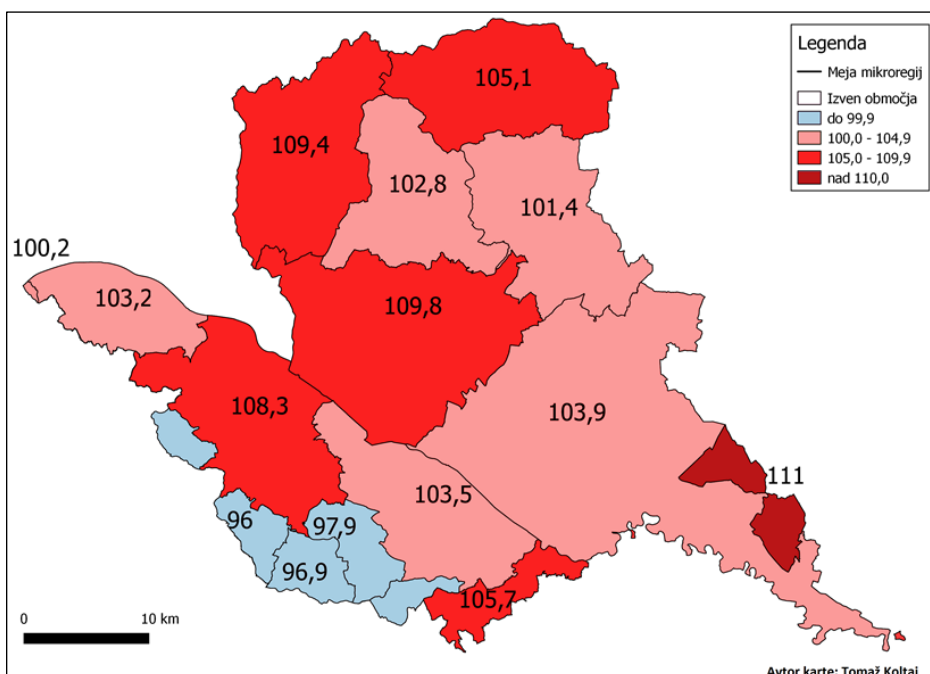 Legenda
Meja mikroregij
Izven območja
do 99,9
100,0 - 104,9
105,0 - 109,9
nad 110,0
105,1
109,4
102,8
101,4
100,2
103,2
109,8
108,3
103,9
111
103,5
96
97,9
96,9
105,7
0 10 km
Avtor karte: Tomaž Koltai